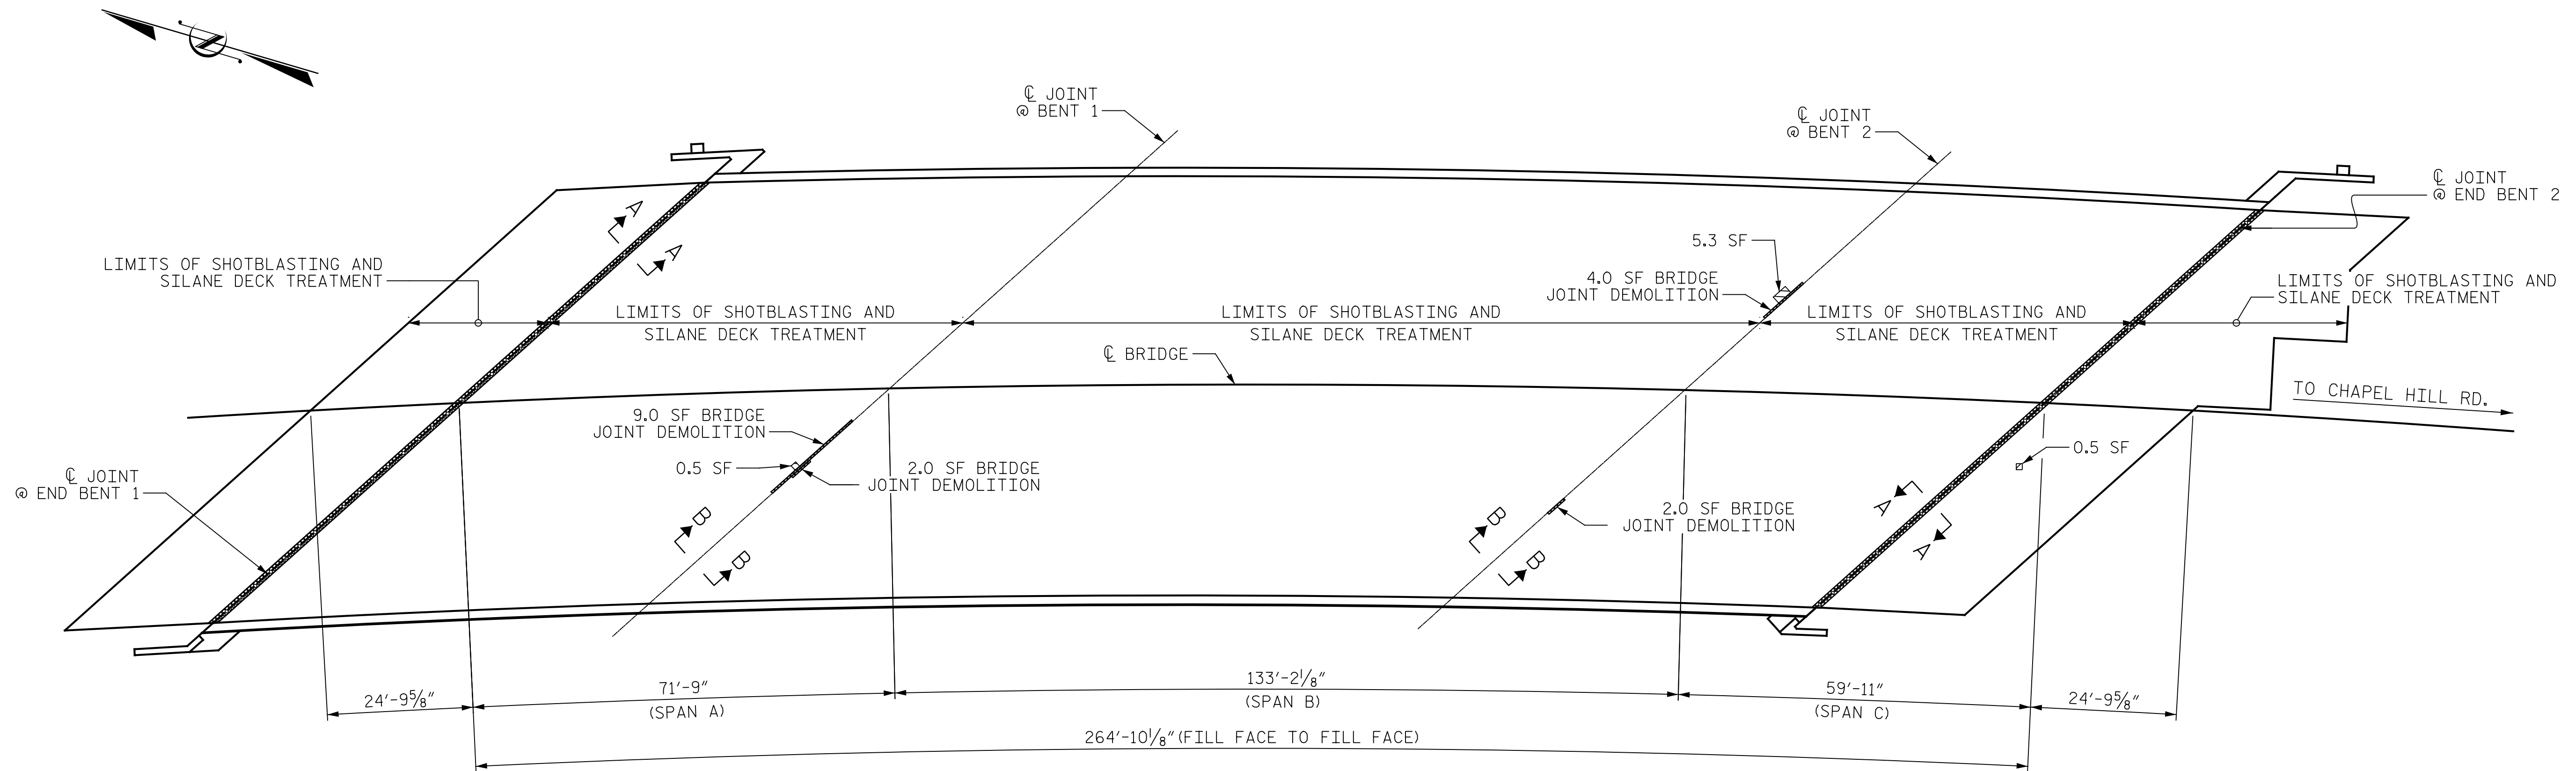 ℄ JOINT
@ BENT 1
℄ JOINT
@ BENT 2
℄ JOINT
@ END BENT 2
A
A
5.3 SF
LIMITS OF SHOTBLASTING AND
SILANE DECK TREATMENT
4.0 SF BRIDGE
JOINT DEMOLITION
LIMITS OF SHOTBLASTING AND
SILANE DECK TREATMENT
LIMITS OF SHOTBLASTING AND
SILANE DECK TREATMENT
LIMITS OF SHOTBLASTING AND
SILANE DECK TREATMENT
LIMITS OF SHOTBLASTING AND
SILANE DECK TREATMENT
℄ BRIDGE
TO CHAPEL HILL RD.
9.0 SF BRIDGE
JOINT DEMOLITION
0.5 SF
2.0 SF BRIDGE
JOINT DEMOLITION
0.5 SF
℄ JOINT
@ END BENT 1
B
B
B
B
2.0 SF BRIDGE
JOINT DEMOLITION
A
A
24'-9⅝"
71'-9"
(SPAN A)
133'-2⅛"
(SPAN B)
59'-11"
(SPAN C)
24'-9⅝"
264'-10⅛" (FILL FACE TO FILL FACE)